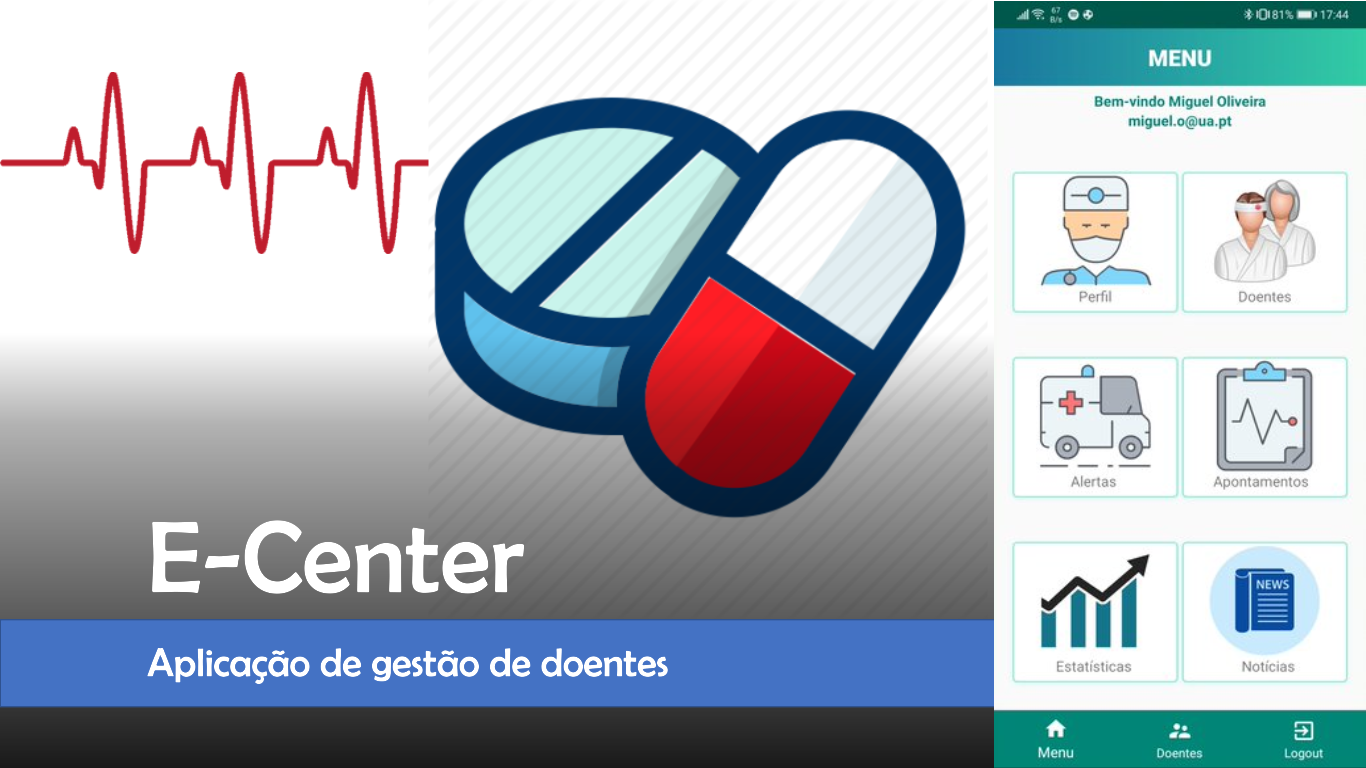 E-Center
Aplicação de gestão de doentes
67
B/s
81%
17:44
MENU
Bem-vindo Miguel Oliveira
miguel.o@ua.pt
Perfil
Doentes
Alertas
Apontamentos
NEWS
Estatísticas
Notícias
Menu
Doentes
Logout